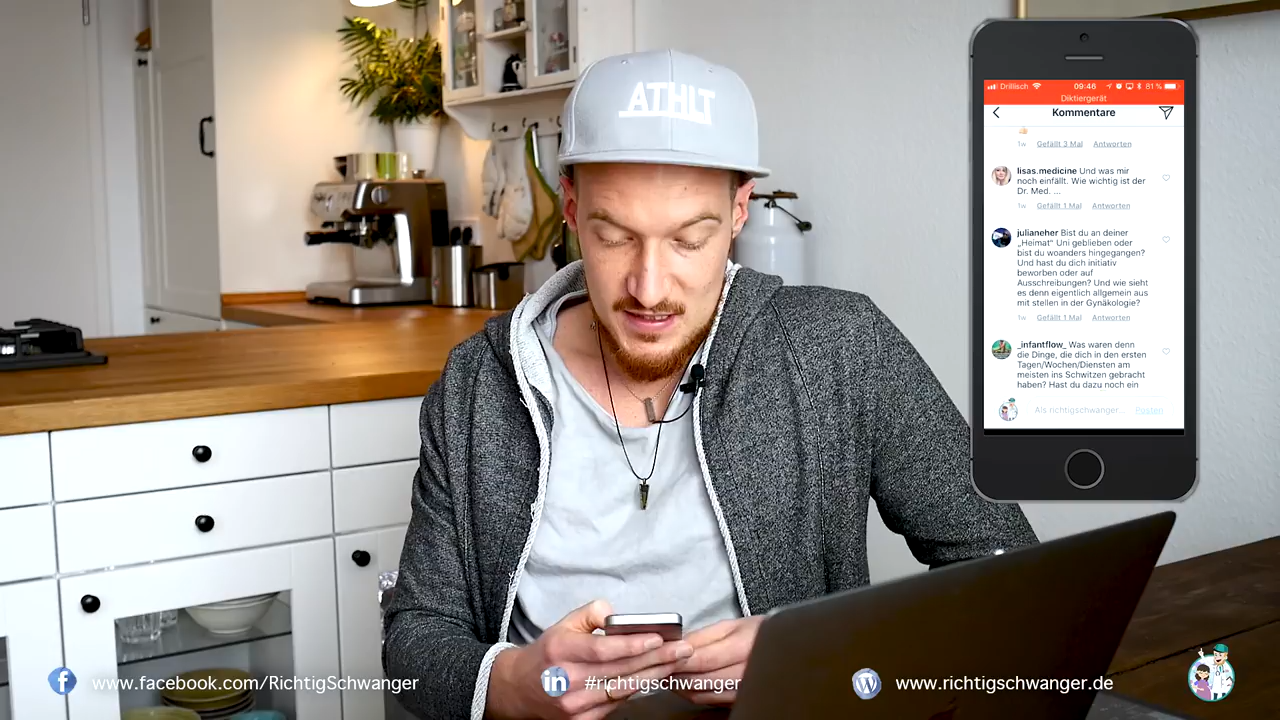 ATHLT
Drillisch 09:46 81 %
Diktiergerät
Kommentare
1w Gefällt 3 Mal Antworten
lisas.medicine Und was mir
noch einfällt. Wie wichtig ist der
Dr. Med. ...
1w Gefällt 1 Mal Antworten
julianeher Bist du an deiner
„Heimat“ Uni geblieben oder
bist du woanders hingegangen?
Und hast du dich initiativ
beworben oder auf
Ausschreibungen? Und wie sieht
es denn eigentlich allgemein aus
mit stellen in der Gynäkologie?
1w Gefällt 1 Mal Antworten
_infantflow_ Was waren denn
die Dinge, die dich in den ersten
Tagen/Wochen/Diensten am
meisten ins Schwitzen gebracht
haben? Hast du dazu noch ein
Als richtigschwanger... Posten
www.facebook.com/RichtigSchwanger
#richtigschwanger
www.richtigschwanger.de